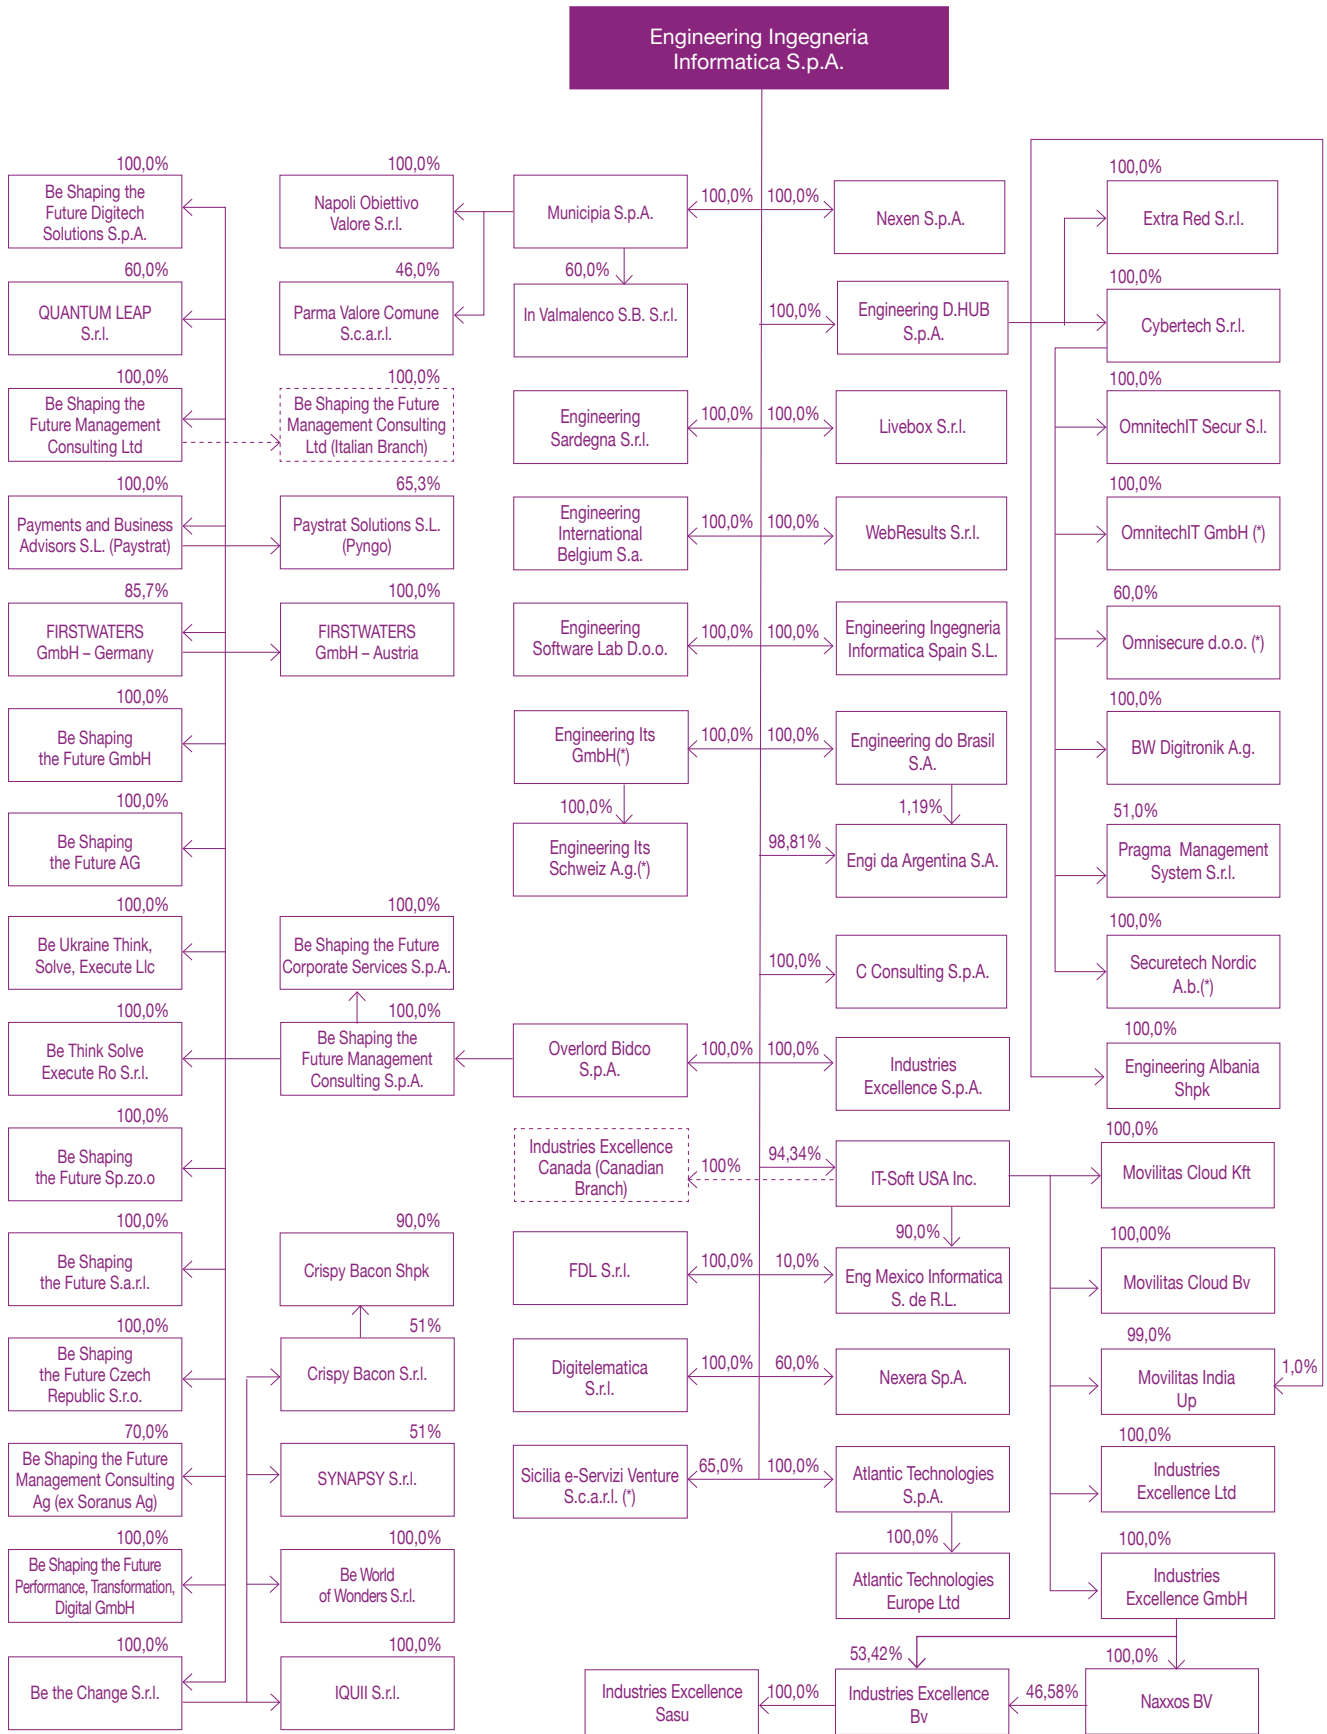 Engineering Ingegneria
Informatica S.p.A.
100,0%
Be Shaping the
Future Digitech
Solutions S.p.A.
100,0%
Napoli Obiettivo
Valore S.r.l.
Municipia S.p.A.
100,0%
100,0%
Nexen S.p.A.
100,0%
Extra Red S.r.l.
60,0%
QUANTUM LEAP
S.r.l.
46,0%
Parma Valore Comune
S.c.a.r.l.
60,0%
In Valmalenco S.B. S.r.l.
100,0%
Engineering D.HUB
S.p.A.
100,0%
Cybertech S.r.l.
100,0%
Be Shaping the
Future Management
Consulting Ltd
100,0%
Be Shaping the Future
Management Consulting
Ltd (Italian Branch)
Engineering
Sardegna S.r.l.
100,0%
100,0%
Livebox S.r.l.
100,0%
OmnitechIT Secur S.l.
100,0%
Payments and Business
Advisors S.L. (Paystrat)
65,3%
Paystrat Solutions S.L.
(Pyngo)
Engineering
International
Belgium S.a.
100,0%
100,0%
WebResults S.r.l.
100,0%
OmnitechIT GmbH (*)
85,7%
FIRSTWATERS
GmbH – Germany
100,0%
FIRSTWATERS
GmbH – Austria
Engineering
Software Lab D.o.o.
100,0%
100,0%
Engineering Ingegneria
Informatica Spain S.L.
60,0%
Omnisecure d.o.o. (*)
100,0%
Be Shaping
the Future GmbH
Engineering Its
GmbH(*)
100,0%
100,0%
Engineering do Brasil
S.A.
100,0%
BW Digitronik A.g.
100,0%
Be Shaping
the Future AG
100,0%
Engineering Its
Schweiz A.g.(*)
1,19%
98,81%
Engi da Argentina S.A.
51,0%
Pragma Management
System S.r.l.
100,0%
Be Ukraine Think,
Solve, Execute Llc
100,0%
Be Shaping the Future
Corporate Services S.p.A.
100,0%
C Consulting S.p.A.
100,0%
Securetech Nordic
A.b.(*)
100,0%
Be Think Solve
Execute Ro S.r.l.
100,0%
Be Shaping the
Future Management
Consulting S.p.A.
Overlord Bidco
S.p.A.
100,0%
100,0%
Industries
Excellence S.p.A.
100,0%
Engineering Albania
Shpk
100,0%
Be Shaping
the Future Sp.zo.o
Industries Excellence
Canada (Canadian
Branch)
100%
94,34%
IT-Soft USA Inc.
100,0%
Movilitas Cloud Kft
100,0%
Be Shaping
the Future S.a.r.l.
90,0%
Crispy Bacon Shpk
FDL S.r.l.
100,0%
10,0%
90,0%
Eng Mexico Informatica
S. de R.L.
100,00%
Movilitas Cloud Bv
100,0%
Be Shaping
the Future Czech
Republic S.r.o.
51%
Crispy Bacon S.r.l.
Digitelematica
S.r.l.
100,0%
60,0%
Nexera Sp.A.
99,0%
Movilitas India
Up
1,0%
70,0%
Be Shaping the Future
Management Consulting
Ag (ex Soranus Ag)
51%
SYNAPSY S.r.l.
Sicilia e-Servizi Venture
S.c.a.r.l. (*)
65,0%
100,0%
Atlantic Technologies
S.p.A.
100,0%
Industries
Excellence Ltd
100,0%
Be Shaping the Future
Performance, Transformation,
Digital GmbH
100,0%
Be World
of Wonders S.r.l.
100,0%
Atlantic Technologies
Europe Ltd
100,0%
Industries
Excellence GmbH
100,0%
Be the Change S.r.l.
100,0%
IQUII S.r.l.
Industries Excellence
Sasu
100,0%
53,42%
Industries Excellence
Bv
46,58%
100,0%
Naxxos BV